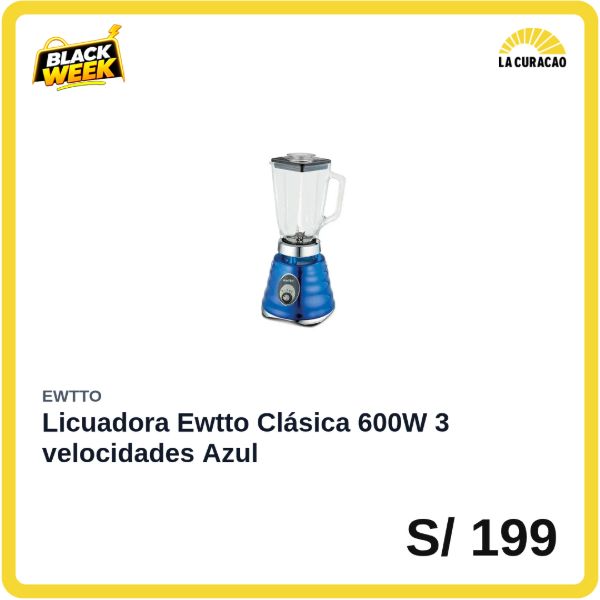 BLACK
WEEK
LA CURACAO
EWTTO
Licuadora Ewtto Clásica 600W 3
velocidades Azul
S/ 199